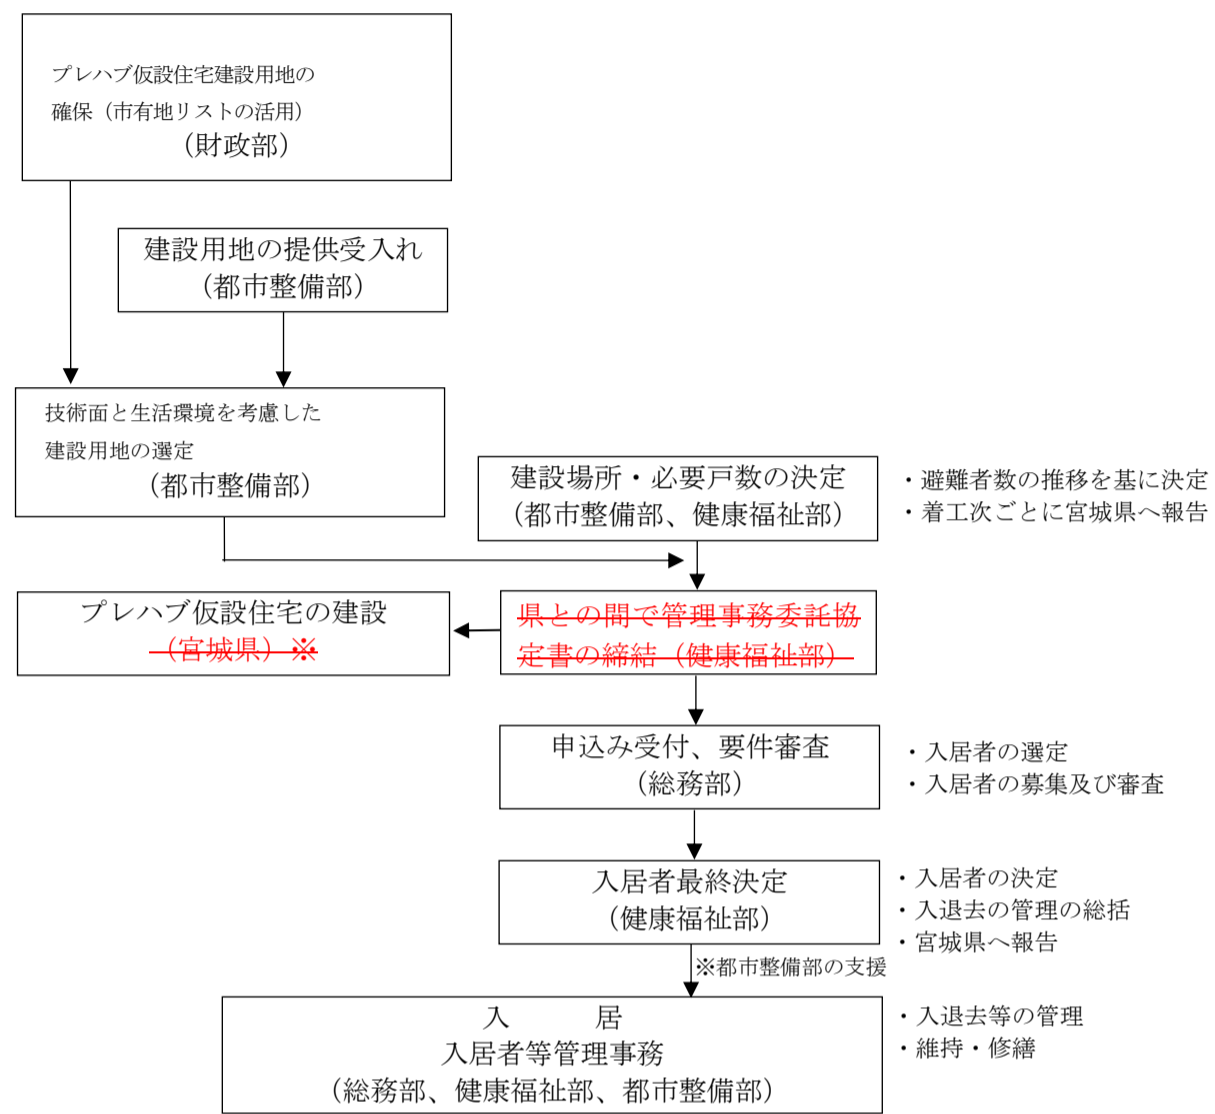 プレハブ仮設住宅建設用地の
確保（市有地リストの活用）
（財政部）
建設用地の提供受入れ
（都市整備部）
技術面と生活環境を考慮した
建設用地の選定
（都市整備部）
建設場所・必要戸数の決定
（都市整備部、健康福祉部）
・避難者数の推移を基に決定
・着工次ごとに宮城県へ報告
プレハブ仮設住宅の建設
（宮城県）※
県との間で管理事務委託協
定書の締結（健康福祉部）
申込み受付、要件審査
（総務部）
・入居者の選定
・入居者の募集及び審査
入居者最終決定
（健康福祉部）
・入居者の決定
・入退去の管理の総括
・宮城県へ報告
※都市整備部の支援
入　　　居
入居者等管理事務
（総務部、健康福祉部、都市整備部）
・入退去等の管理
・維持・修繕